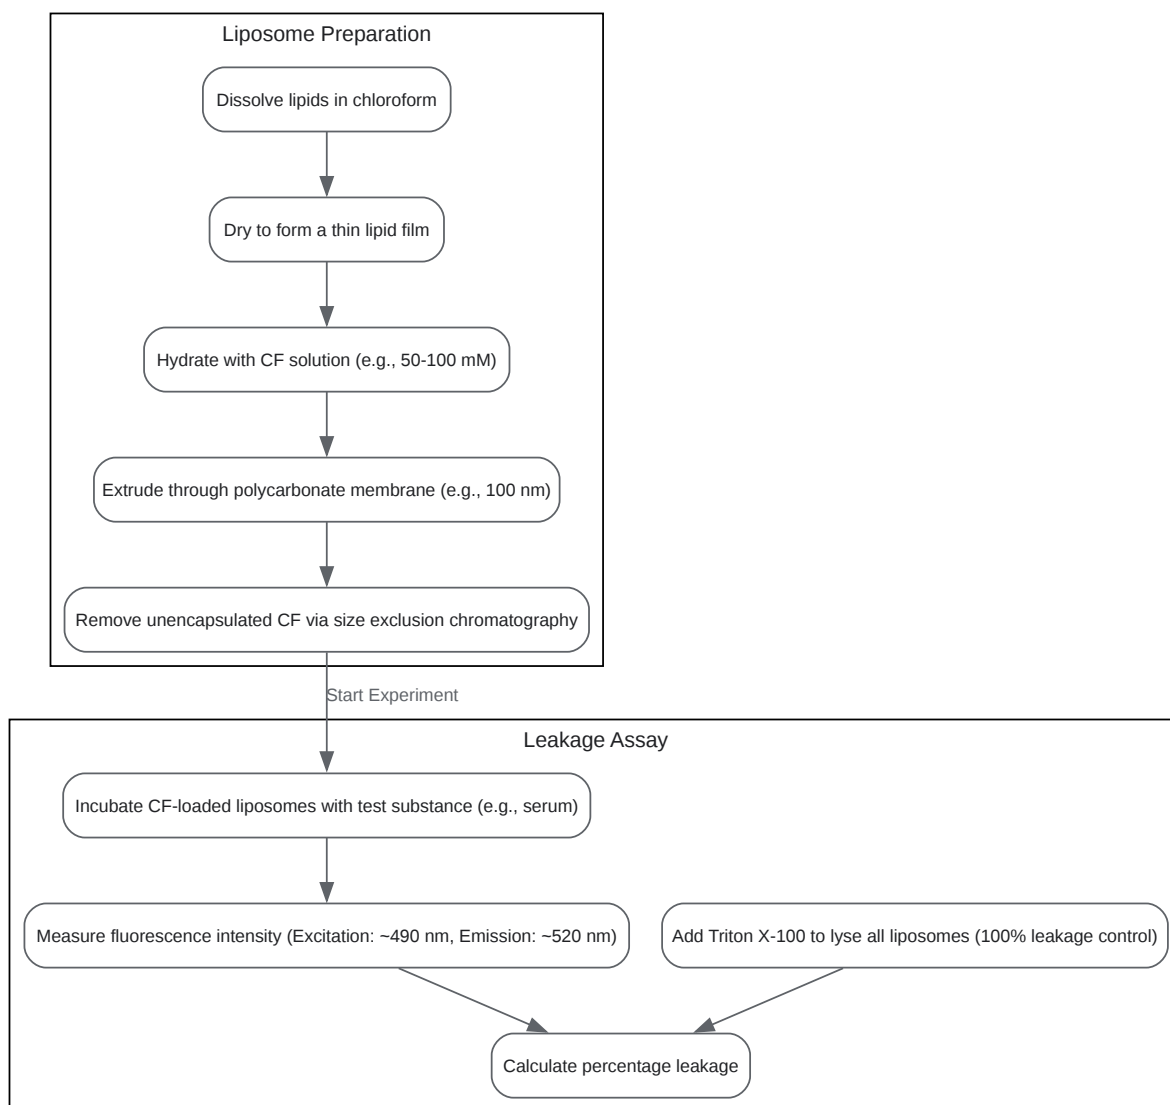 Liposome Preparation
Dissolve lipids in chloroform
Dry to form a thin lipid film
Hydrate with CF solution (e.g., 50-100 mM)
Extrude through polycarbonate membrane (e.g., 100 nm)
Remove unencapsulated CF via size exclusion chromatography
Start Experiment
Leakage Assay
Incubate CF-loaded liposomes with test substance (e.g., serum)
Measure fluorescence intensity (Excitation: ~490 nm, Emission: ~520 nm)
Add Triton X-100 to lyse all liposomes (100% leakage control)
Calculate percentage leakage